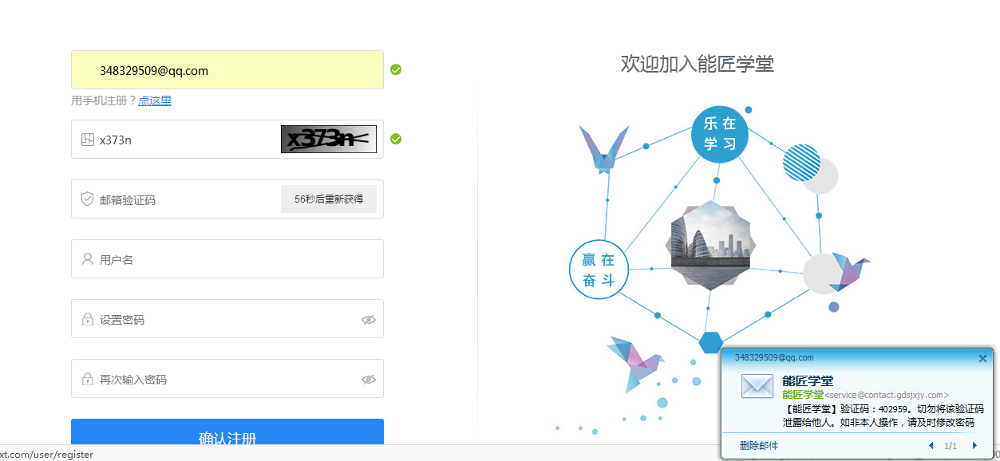 348329509@qq.com
用手机注册？点这里
x373n
x373n
邮箱验证码
56秒后重新获得
用户名
设置密码
再次输入密码
确认注册
xt.com/user/register
欢迎加入能匠学堂
乐在
学习
赢在
奋斗
348329509@qq.com
能匠学堂
能匠学堂<service@contact.gdsjxjy.com>
【能匠学堂】验证码：402959。切勿将该验证码
泄露给他人。如非本人操作，请及时修改密码
删除邮件
1/1